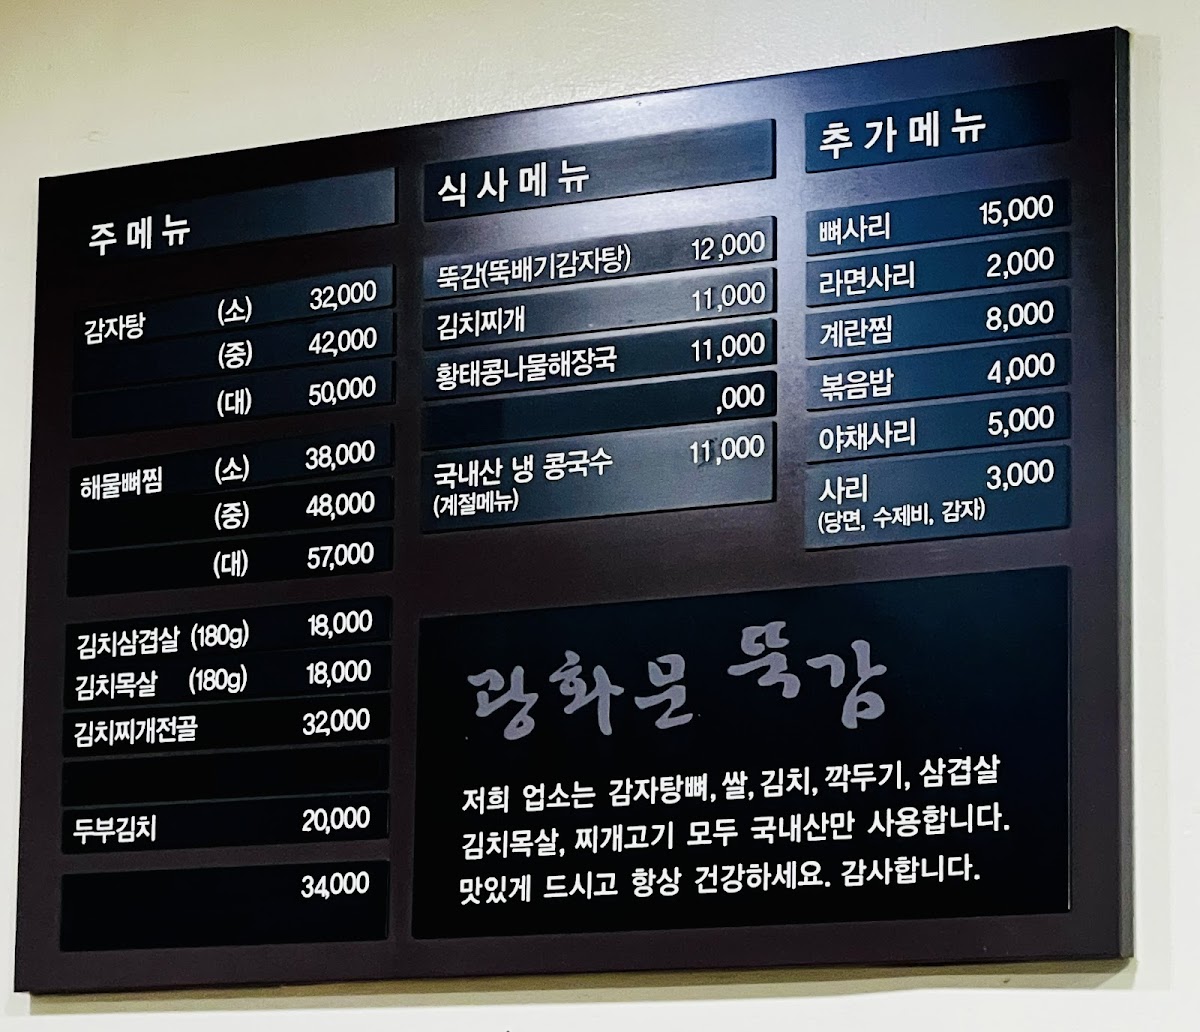 주메뉴
감자탕 (소) 32,000
(중) 42,000
(대) 50,000
해물뼈찜 (소) 38,000
(중) 48,000
(대) 57,000
김치삼겹살 (180g) 18,000
김치목살 (180g) 18,000
김치찌개전골 32,000
두부김치 20,000
34,000
식사메뉴
뚝감(뚝배기감자탕) 12,000
김치찌개 11,000
황태콩나물해장국 11,000
,000
국내산 냉 콩국수 11,000
(계절메뉴)
추가메뉴
뼈사리 15,000
라면사리 2,000
계란찜 8,000
볶음밥 4,000
야채사리 5,000
사리 3,000
(당면, 수제비, 감자)
광화문 뚝감
저희 업소는 감자탕뼈, 쌀, 김치, 깍두기, 삼겹살
김치목살, 찌개고기 모두 국내산만 사용합니다.
맛있게 드시고 항상 건강하세요. 감사합니다.